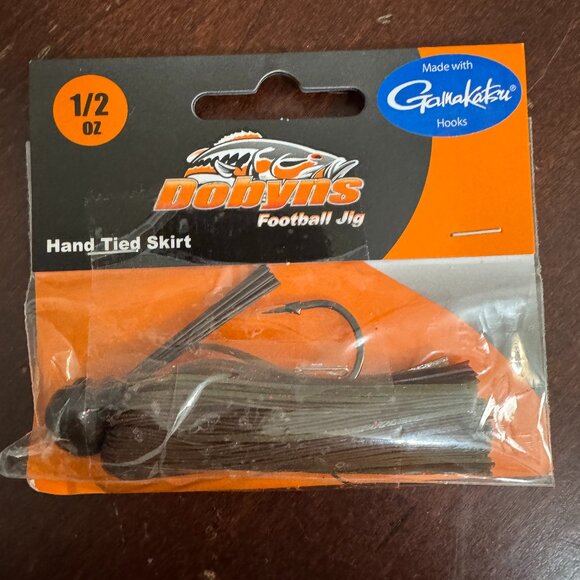 1/2
OZ
Made with
Gamakatsu®
Hooks
Dobyns
Football Jig
Hand Tied Skirt